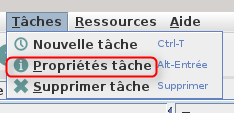 Tâches Ressources Aide
Nouvelle tâche Ctrl-T
Propriétés tâche Alt-Entrée
Supprimer tâche Supprimer